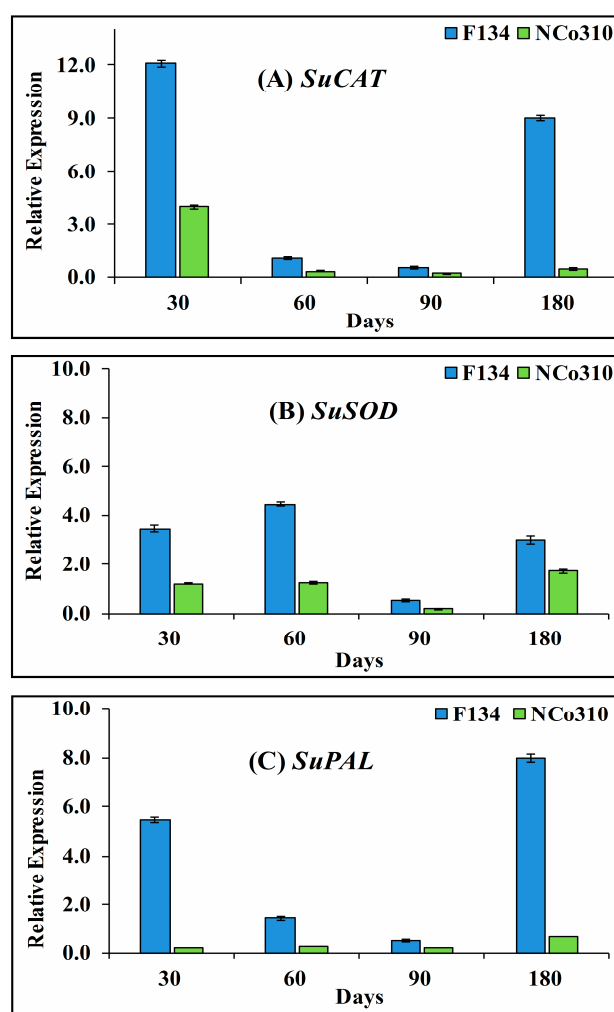 F134 NCo310
(A) SuCAT
Relative Expression
12.0
9.0
6.0
3.0
0.0
30 60 90 180
Days
F134 NCo310
(B) SuSOD
Relative Expression
10.0
8.0
6.0
4.0
2.0
0.0
30 60 90 180
Days
F134 NCo310
(C) SuPAL
Relative Expression
10.0
8.0
6.0
4.0
2.0
0.0
30 60 90 180
Days